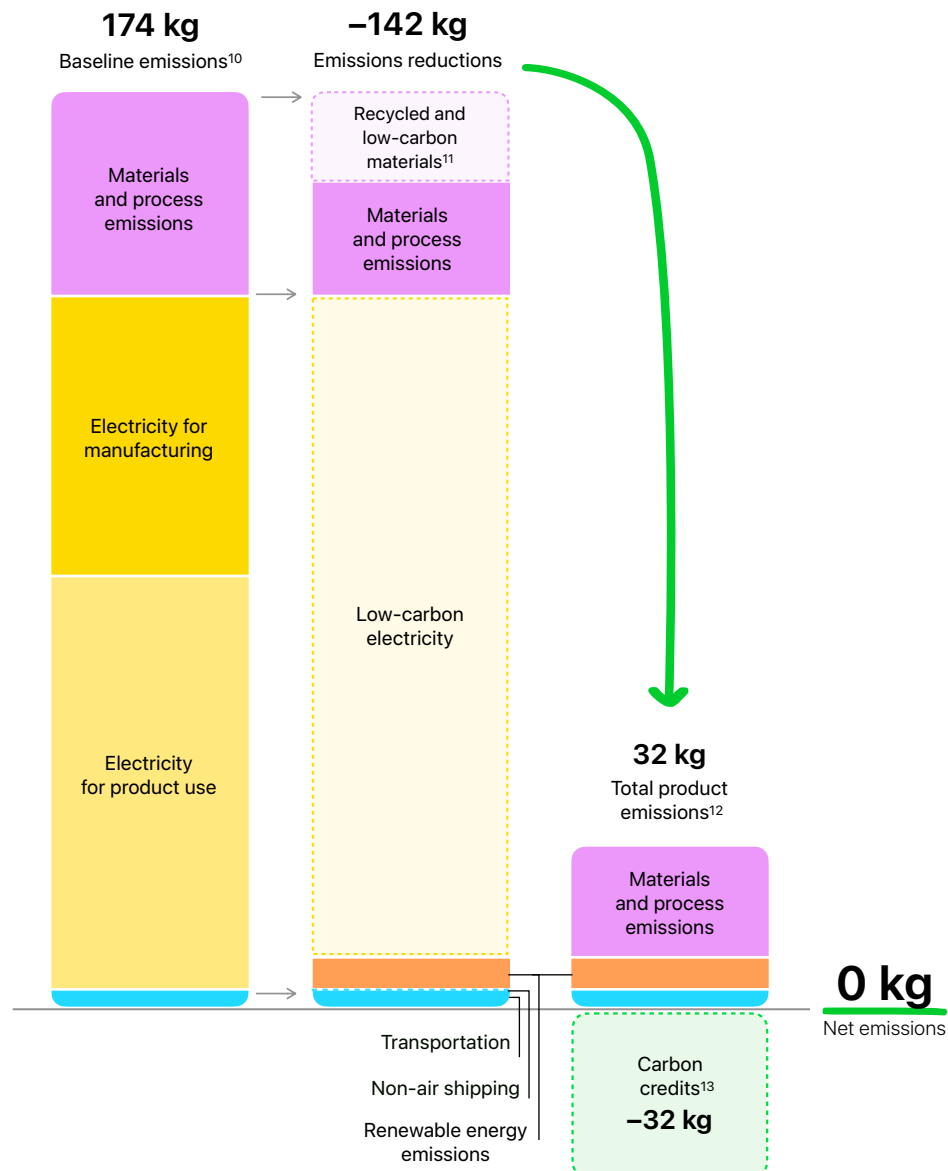 174 kg
Baseline emissions¹⁰
–142 kg
Emissions reductions
Materials
and process
emissions
Electricity for
manufacturing
Electricity
for product use
Recycled and
low-carbon
materials¹¹
Materials
and process
emissions
Low-carbon
electricity
Transportation
Non-air shipping
Renewable energy
emissions
32 kg
Total product
emissions¹²
Materials
and process
emissions
Carbon
credits¹³
–32 kg
0 kg
Net emissions